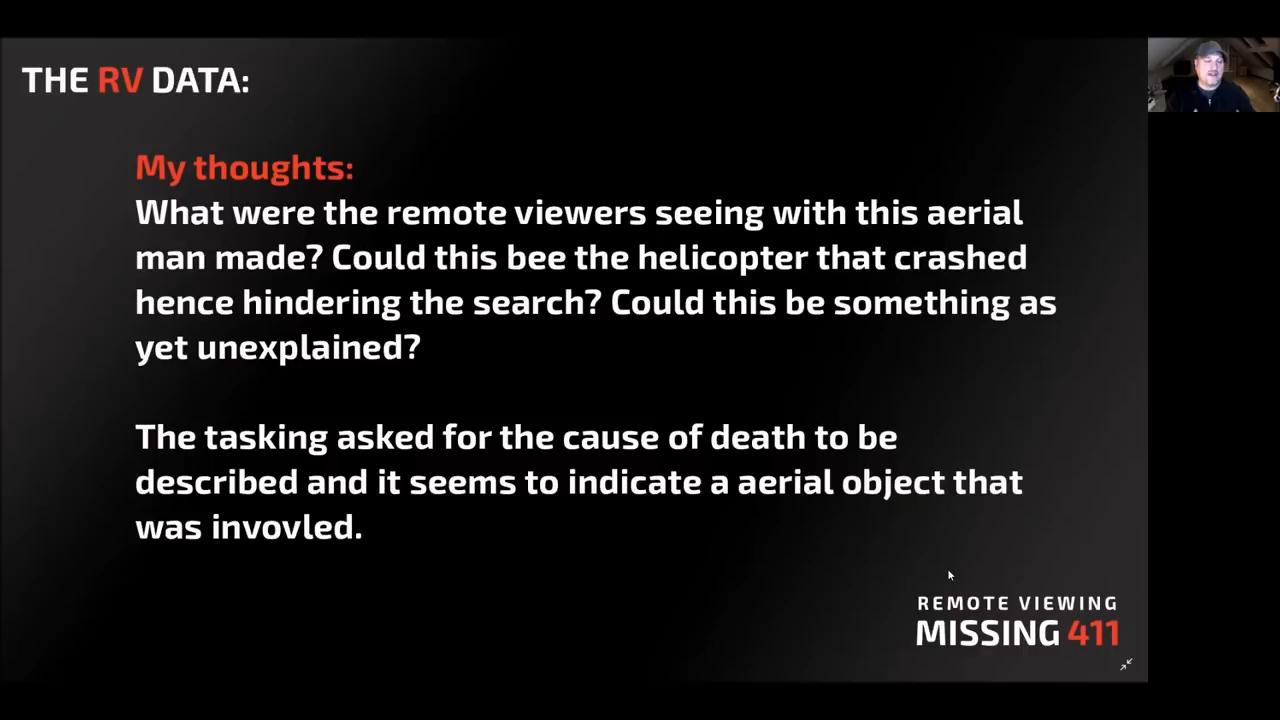 THE RV DATA:
My thoughts:
What were the remote viewers seeing with this aerial
man made? Could this bee the helicopter that crashed
hence hindering the search? Could this be something as
yet unexplained?
The tasking asked for the cause of death to be
described and it seems to indicate a aerial object that
was invovled.
REMOTE VIEWING
MISSING 411